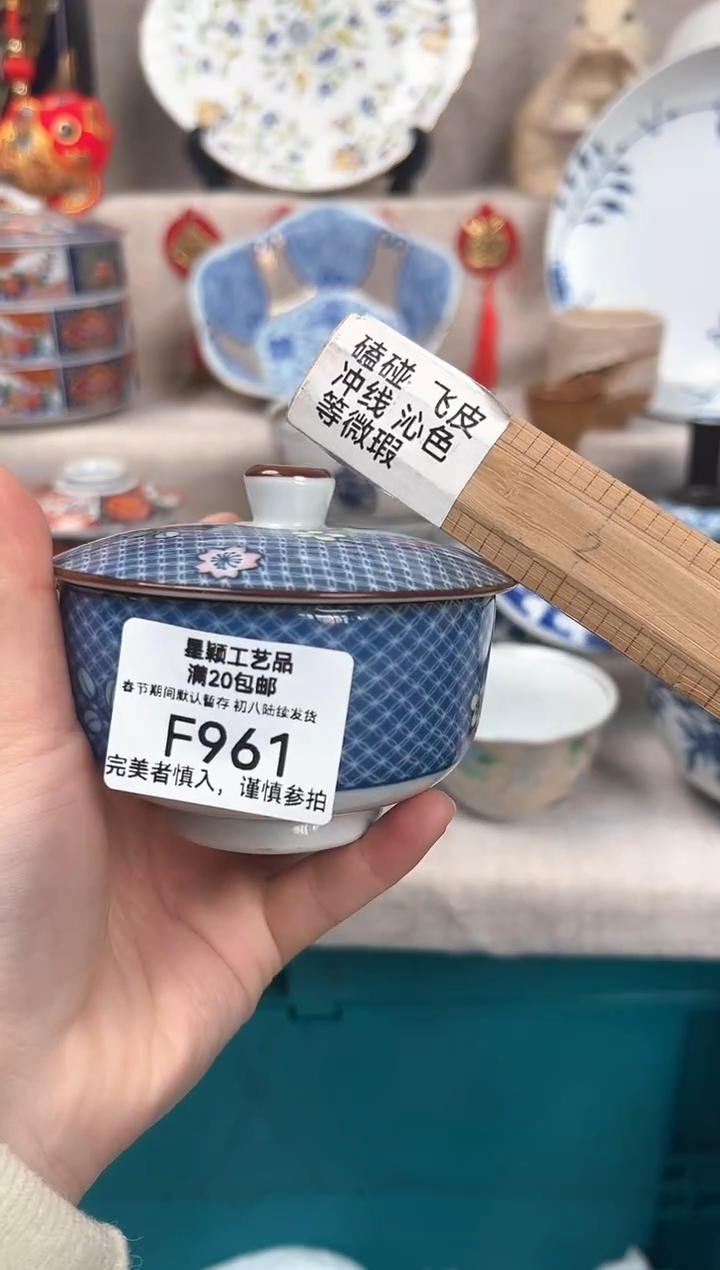 磕碰 飞皮
冲线 沁色
等微瑕
星颖工艺品
满20包邮
春节期间默认暂存 初八陆续发货
F961
完美者慎入，谨慎参拍